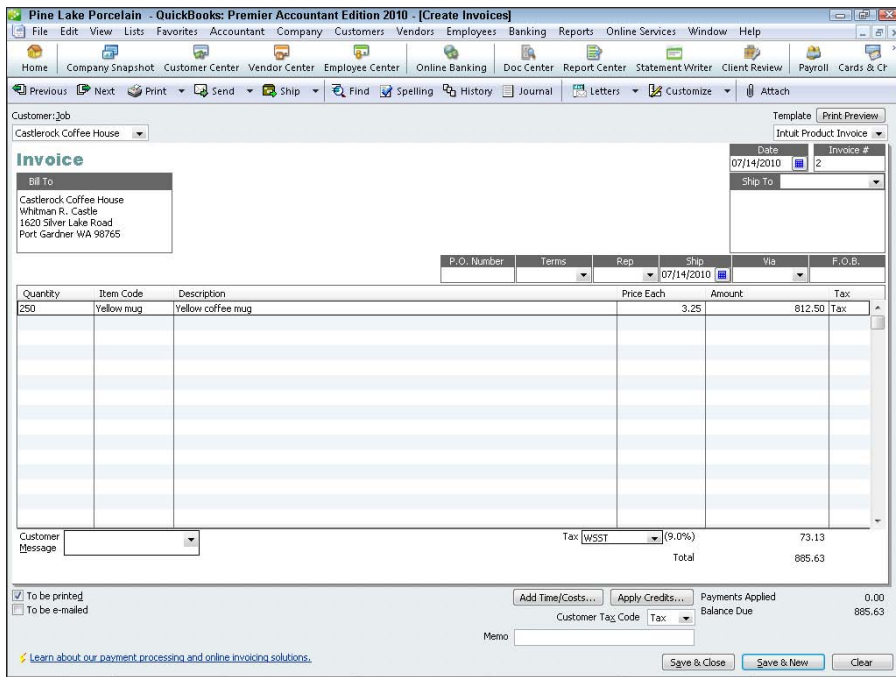 Pine Lake Porcelain - QuickBooks: Premier Accountant Edition 2010 - [Create Invoices]
File Edit View Lists Favorites Accountant Company Customers Vendors Employees Banking Reports Online Services Window Help
Home Company Snapshot Customer Center Vendor Center Employee Center Online Banking Doc Center Report Center Statement Writer Client Review Payroll Cards & Ch
Previous Next Print Send Ship Find Spelling History Journal Letters Customize Attach
Customer:Job Template Print Preview
Castlerock Coffee House Intuit Product Invoice
Invoice Date Invoice #
07/14/2010 2
Bill To Ship To
Castlerock Coffee House
Whitman R. Castle
1620 Silver Lake Road
Port Gardner WA 98765
P.O. Number Terms Rep Ship Via F.O.B.
07/14/2010
Quantity Item Code Description Price Each Amount Tax
250 Yellow mug Yellow coffee mug 3.25 812.50 Tax
Customer Message Tax WSST (9.0%) 73.13
Total 885.63
To be printed Add Time/Costs... Apply Credits... Payments Applied 0.00
To be e-mailed Customer Tax Code Tax Balance Due 885.63
Memo
Learn about our payment processing and online invoicing solutions. Save & Close Save & New Clear